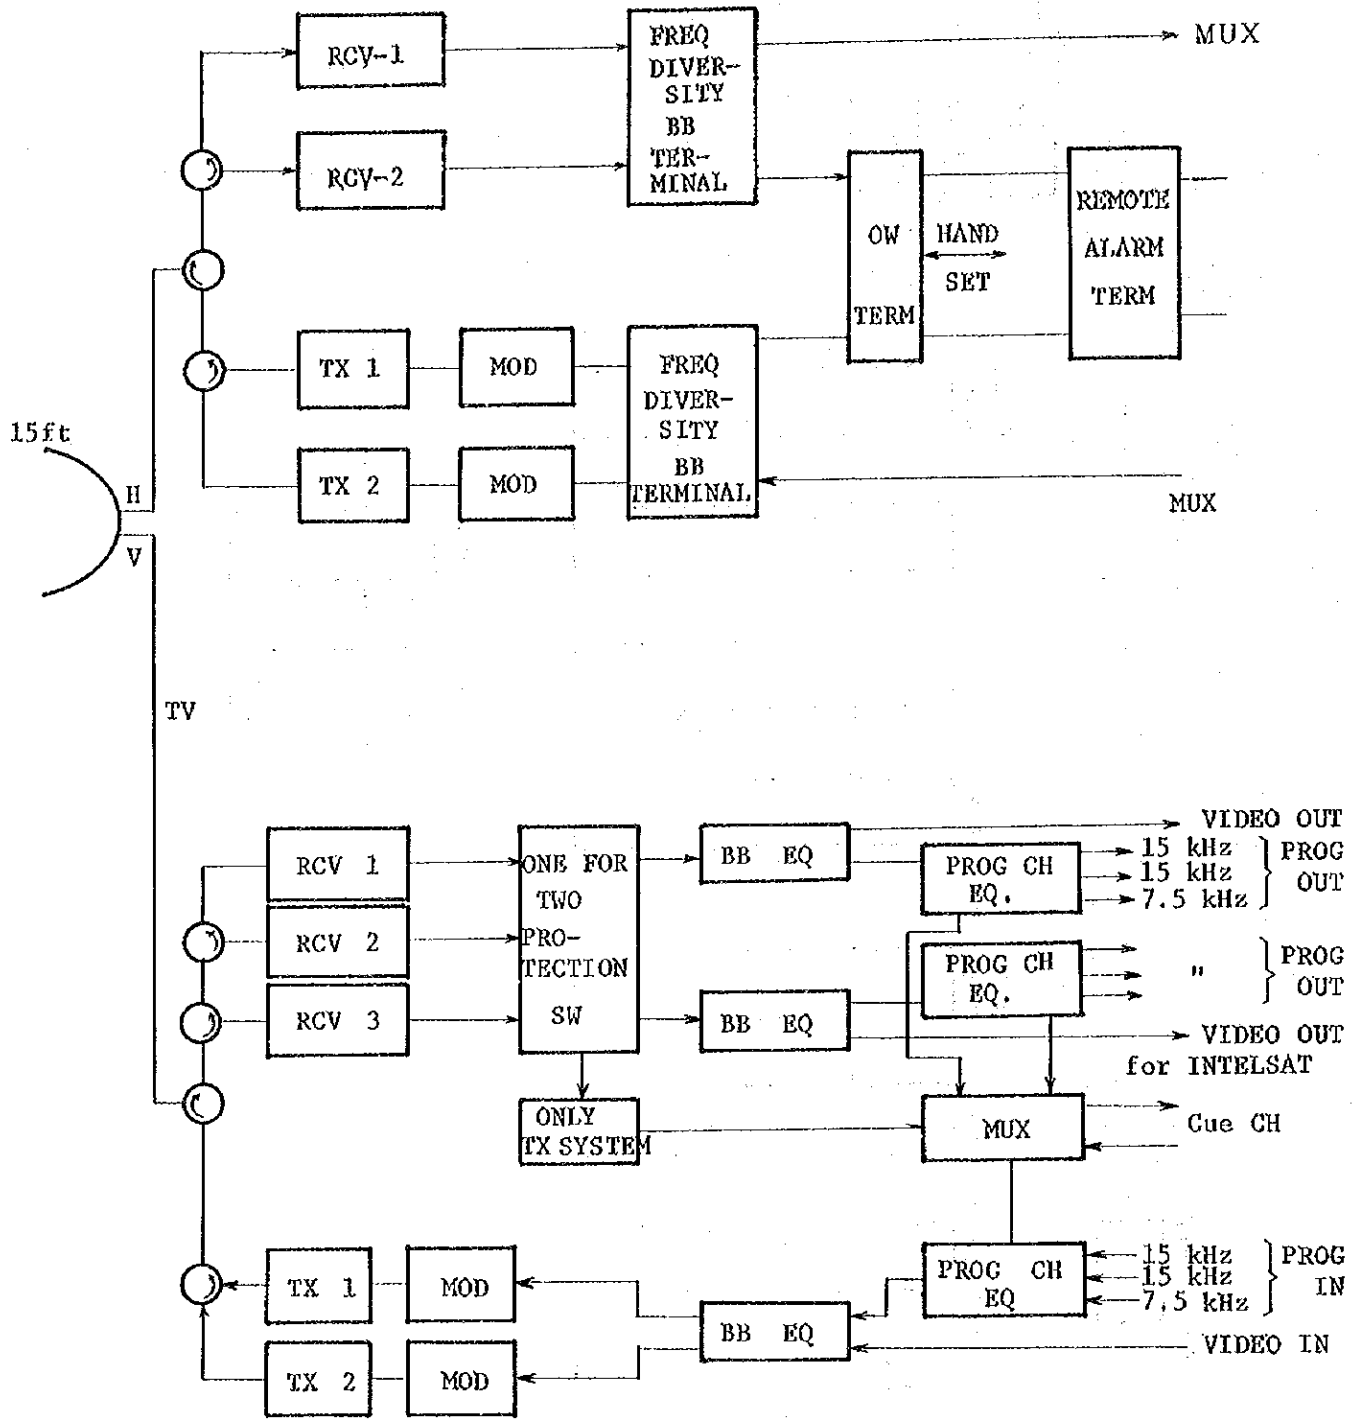 RCV-1
FREQ
DIVER-
SITY
BB
TER-
MINAL
MUX
RCV-2
OW
TERM
HAND
SET
REMOTE
ALARM
TERM
TX 1
MOD
FREQ
DIVER-
SITY
BB
TERMINAL
TX 2
MOD
MUX
15ft
H
V
TV
RCV 1
RCV 2
RCV 3
ONE FOR
TWO
PRO-
TECTION
SW
BB EQ
VIDEO OUT
PROG CH
EQ.
15 kHz
15 kHz
7.5 kHz
PROG
OUT
PROG CH
EQ.
"
PROG
OUT
BB EQ
VIDEO OUT
for INTELSAT
ONLY
TX SYSTEM
MUX
Cue CH
TX 1
MOD
PROG CH
EQ
15 kHz
15 kHz
7.5 kHz
PROG
IN
BB EQ
VIDEO IN
TX 2
MOD